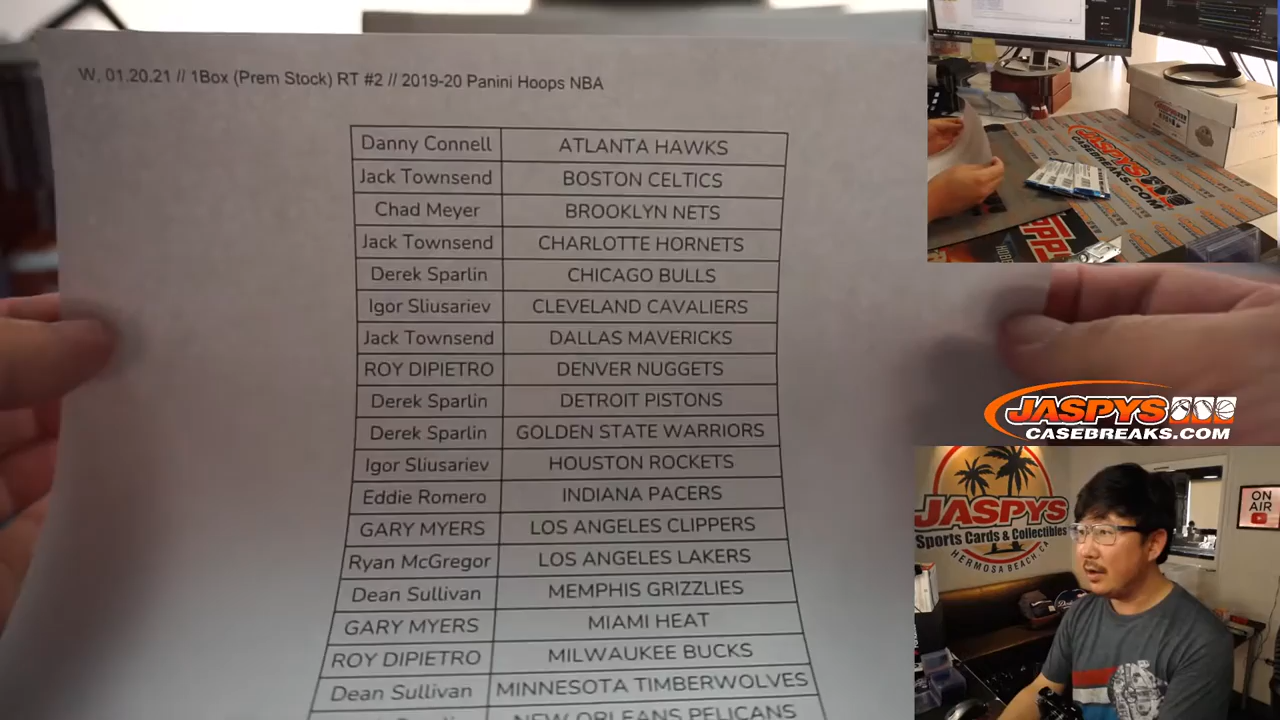 W, 01.20.21 // 1Box (Prem Stock) RT #2 // 2019-20 Panini Hoops NBA
Danny Connell ATLANTA HAWKS
Jack Townsend BOSTON CELTICS
Chad Meyer BROOKLYN NETS
Jack Townsend CHARLOTTE HORNETS
Derek Sparlin CHICAGO BULLS
Igor Sliusariev CLEVELAND CAVALIERS
Jack Townsend DALLAS MAVERICKS
ROY DIPIETRO DENVER NUGGETS
Derek Sparlin DETROIT PISTONS
Derek Sparlin GOLDEN STATE WARRIORS
Igor Sliusariev HOUSTON ROCKETS
Eddie Romero INDIANA PACERS
GARY MYERS LOS ANGELES CLIPPERS
Ryan McGregor LOS ANGELES LAKERS
Dean Sullivan MEMPHIS GRIZZLIES
GARY MYERS MIAMI HEAT
ROY DIPIETRO MILWAUKEE BUCKS
Dean Sullivan MINNESOTA TIMBERWOLVES
NEW ORLEANS PELICANS
JASPYS
CASEBREAKS.COM
TOPPS
JASPYS
CASEBREAKS.COM
JASPYS
Sports Cards & Collectibles
HERMOSA BEACH, CA
ON
AIR